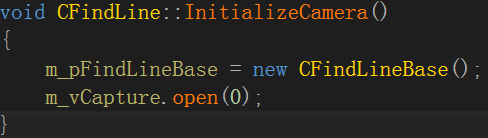 void CFindLine::InitializeCamera()
{
    m_pFindLineBase = new CFindLineBase();
    m_vCapture.open(0);
}